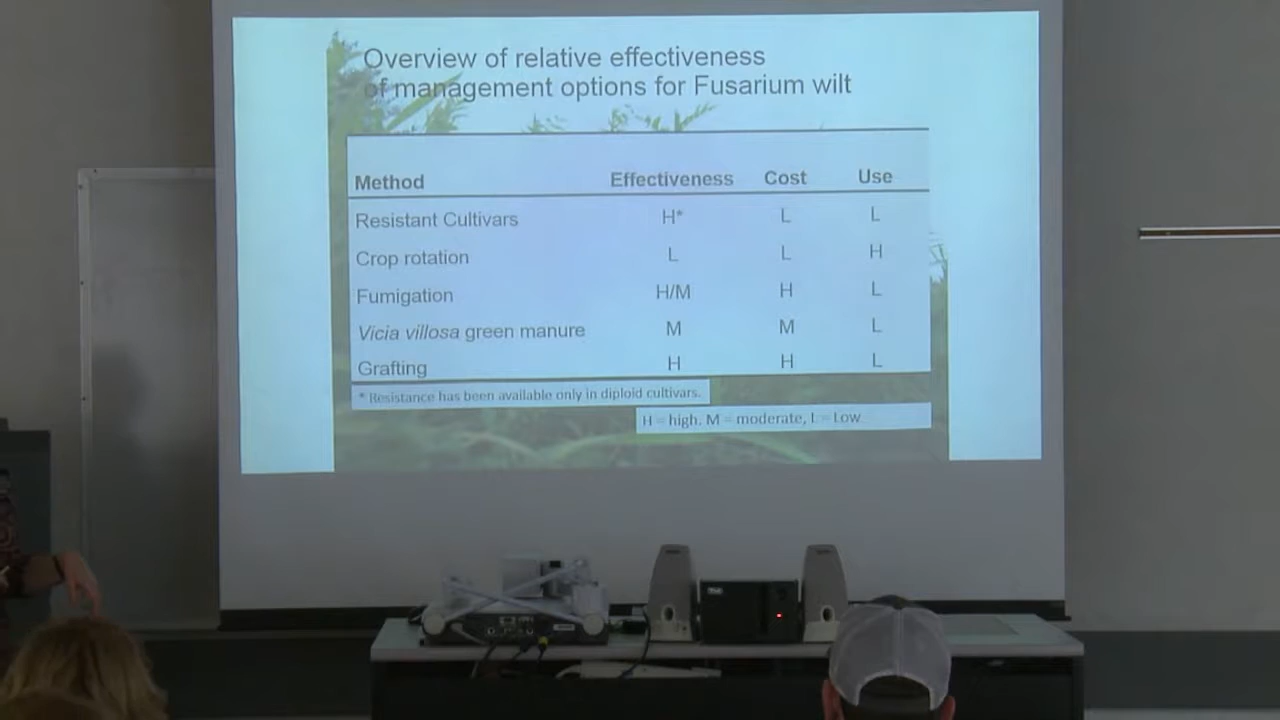 Overview of relative effectiveness
of management options for Fusarium wilt
Method Effectiveness Cost Use
Resistant Cultivars H* L L
Crop rotation L L H
Fumigation H/M H L
Vicia villosa green manure M M L
Grafting H H L
* Resistance has been available only in diploid cultivars.
H = high. M = moderate, L = Low